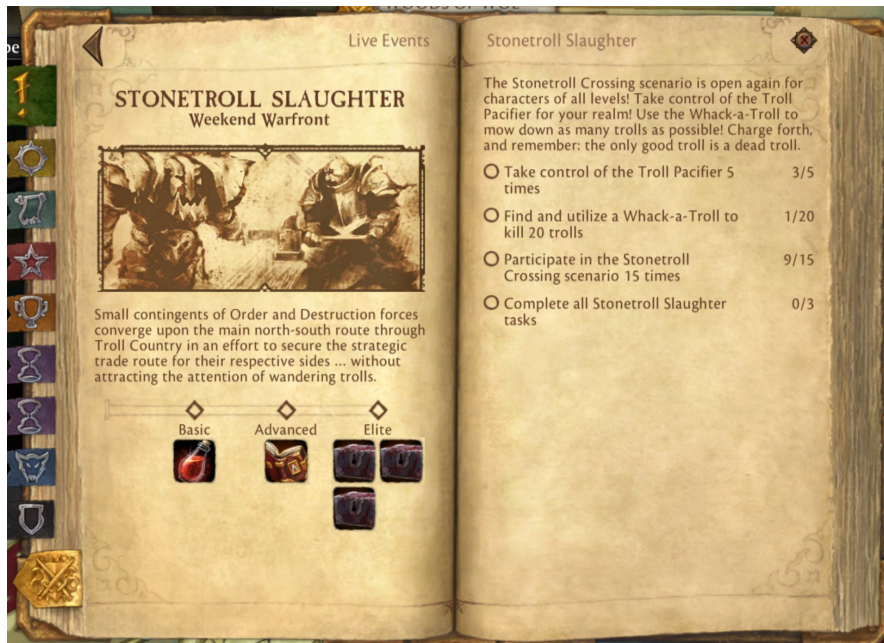 Live Events
STONETROLL SLAUGHTER
Weekend Warfront
Small contingents of Order and Destruction forces
converge upon the main north-south route through
Troll Country in an effort to secure the strategic
trade route for their respective sides ... without
attracting the attention of wandering trolls.
Basic Advanced Elite
Stonetroll Slaughter
The Stonetroll Crossing scenario is open again for
characters of all levels! Take control of the Troll
Pacifier for your realm! Use the Whack-a-Troll to
mow down as many trolls as possible! Charge forth,
and remember: the only good troll is a dead troll.
Take control of the Troll Pacifier 5 3/5
times
Find and utilize a Whack-a-Troll to 1/20
kill 20 trolls
Participate in the Stonetroll 9/15
Crossing scenario 15 times
Complete all Stonetroll Slaughter 0/3
tasks